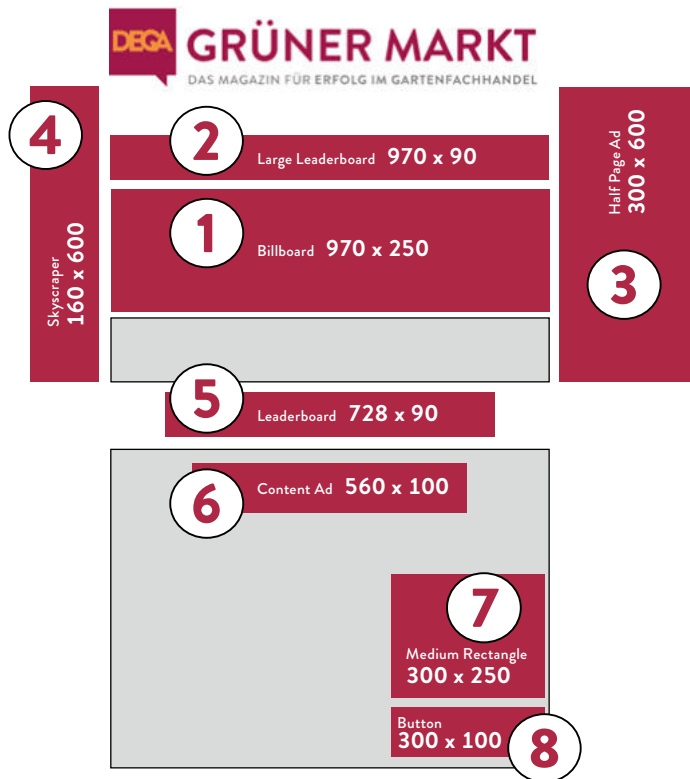 DEGA GRÜNER MARKT
DAS MAGAZIN FÜR ERFOLG IM GARTENFACHHANDEL
4
Skyscraper
160 x 600
2
Large Leaderboard 970 x 90
1
Billboard 970 x 250
Half Page Ad
300 x 600
3
5
Leaderboard 728 x 90
6
Content Ad 560 x 100
7
Medium Rectangle
300 x 250
Button
300 x 100
8